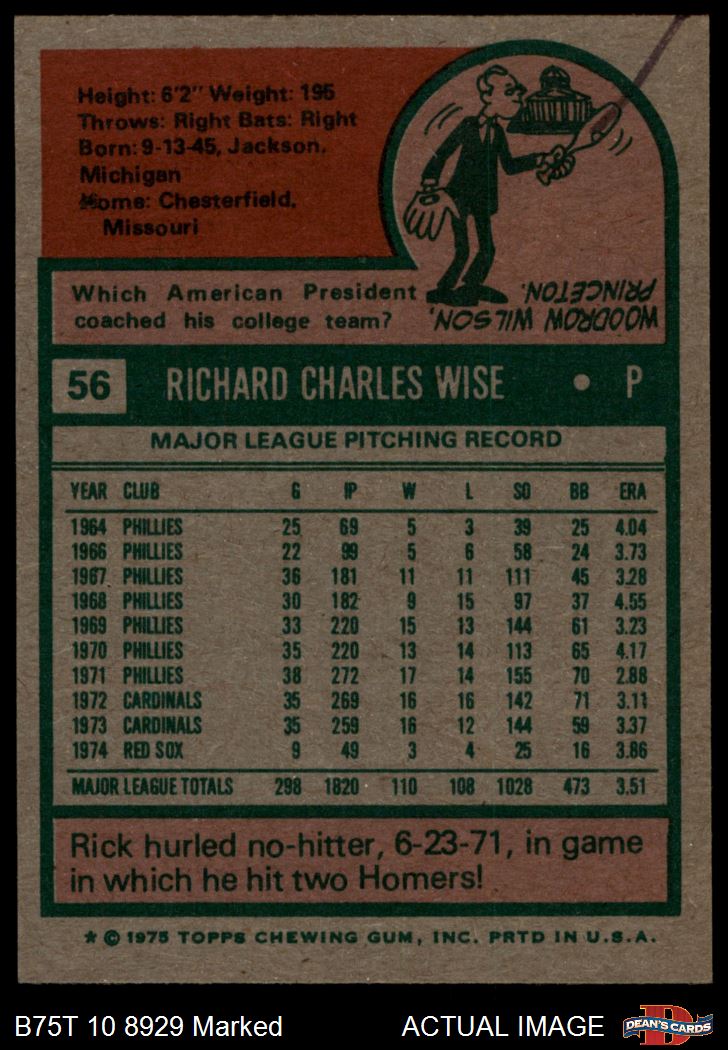 Height: 6'2" Weight: 195
Throws: Right Bats: Right
Born: 9-13-45, Jackson,
Michigan
Home: Chesterfield,
Missouri
Which American President
coached his college team?
WOODROW WILSON,
PRINCETON.
56 RICHARD CHARLES WISE • P
MAJOR LEAGUE PITCHING RECORD
YEAR CLUB G IP W L SO BB ERA
1964 PHILLIES 25 69 5 3 39 25 4.04
1966 PHILLIES 22 99 5 6 58 24 3.73
1967 PHILLIES 36 181 11 11 111 45 3.28
1968 PHILLIES 30 182 9 15 97 37 4.55
1969 PHILLIES 33 220 15 13 144 61 3.23
1970 PHILLIES 35 220 13 14 113 65 4.17
1971 PHILLIES 38 272 17 14 155 70 2.88
1972 CARDINALS 35 269 16 16 142 71 3.11
1973 CARDINALS 35 259 16 12 144 59 3.37
1974 RED SOX 9 49 3 4 25 16 3.86
MAJOR LEAGUE TOTALS 298 1820 110 108 1028 473 3.51
Rick hurled no-hitter, 6-23-71, in game
in which he hit two Homers!
* © 1975 TOPPS CHEWING GUM, INC. PRTD IN U.S.A.
B75T 10 8929 Marked ACTUAL IMAGE
D
DEAN'S CARDS